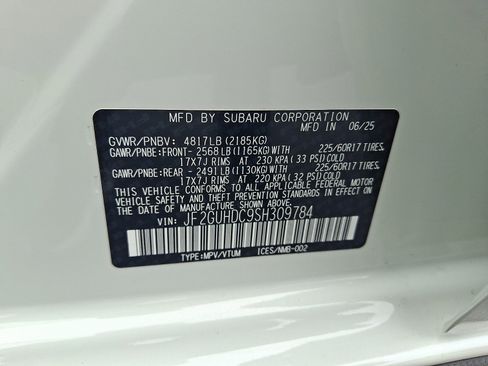 MFD BY SUBARU CORPORATION
MFD IN 06/25
GVWR/PNBV: 4817LB (2185KG)
GAWR/PNBE:FRONT- 2568LB(1165KG)WITH 225/60R17 TIRES.
17X7J RIMS AT 230 KPA(33 PSI)COLD
GAWR/PNBE:REAR - 2491LB(1130KG)WITH 225/60R17 TIRES.
17X7J RIMS AT 220 KPA(32 PSI)COLD
THIS VEHICLE CONFORMS TO ALL APPLICABLE FEDERAL MOTOR
VEHICLE SAFETY STANDARDS IN EFFECT ON THE DATE OF
MANUFACTURE SHOWN ABOVE.
VIN: JF2GUHDC9SH309784
TYPE:MPV/VTUM ICES/NMB-002